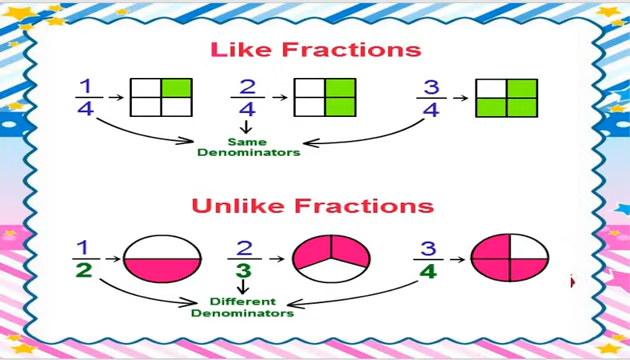 Like Fractions
1/4 2/4 3/4
Same
Denominators
Unlike Fractions
1/2 2/3 3/4
Different
Denominators